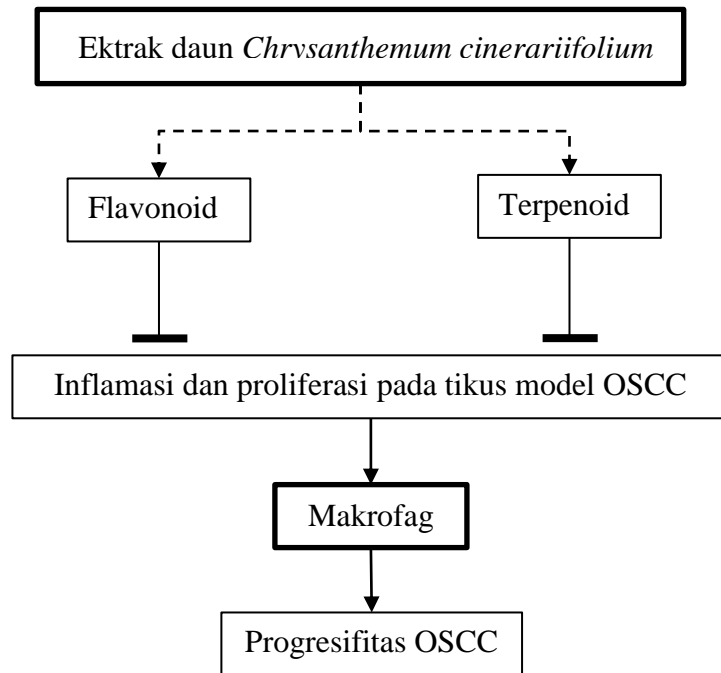 Ektrak daun Chrvsanthemum cinerariifolium
Flavonoid
Terpenoid
Inflamasi dan proliferasi pada tikus model OSCC
Makrofag
Progresifitas OSCC